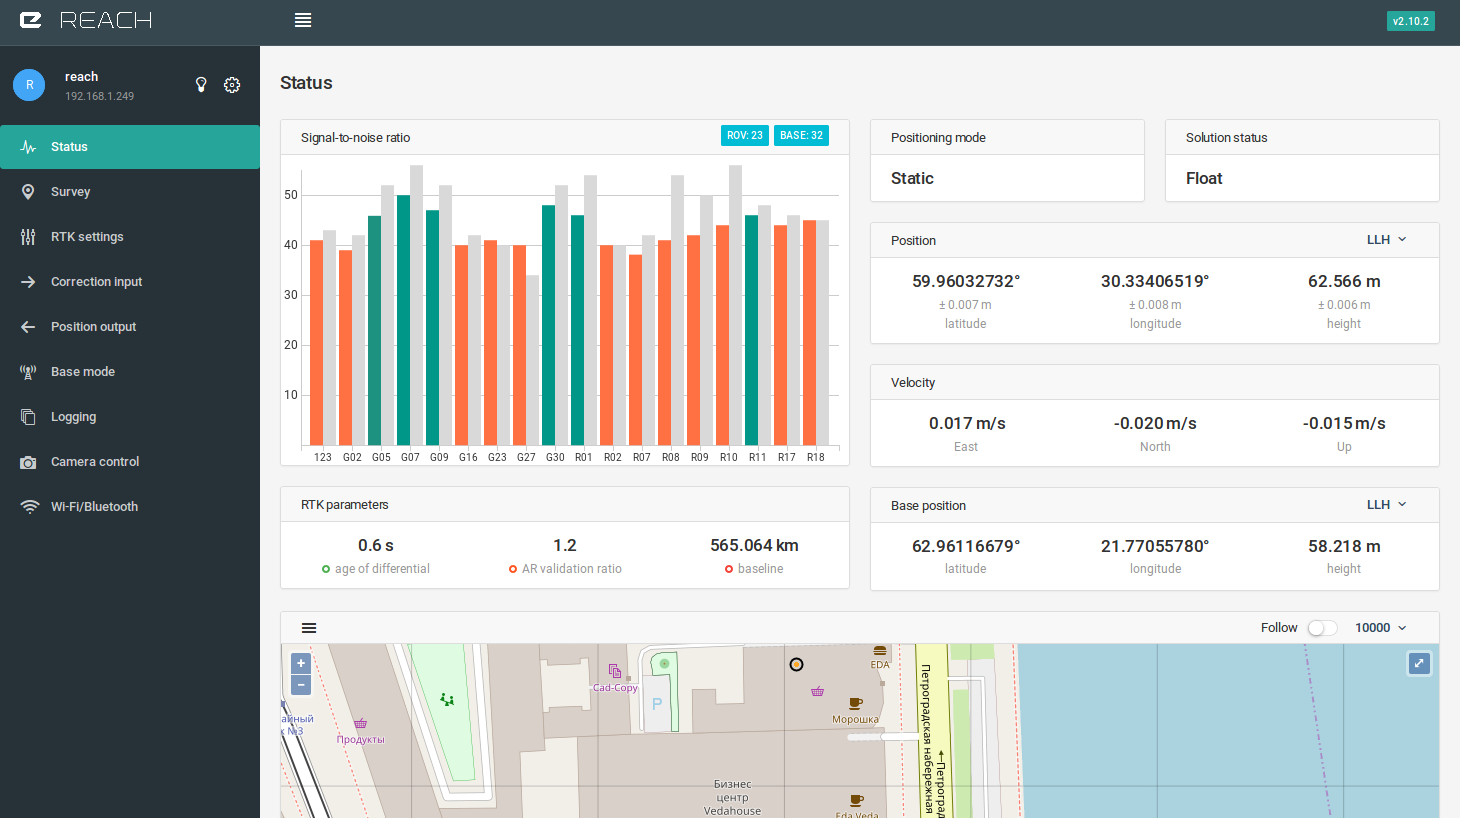 REACH
v2.10.2
R
reach
192.168.1.249
Status
Survey
RTK settings
Correction input
Position output
Base mode
Logging
Camera control
Wi-Fi/Bluetooth
Status
Signal-to-noise ratio
ROV: 23
BASE: 32
50
40
30
20
10
123 G02 G05 G07 G09 G16 G23 G27 G30 R01 R02 R07 R08 R09 R10 R11 R17 R18
Positioning mode
Static
Solution status
Float
Position
LLH
59.96032732° 30.33406519° 62.566 m
± 0.007 m ± 0.008 m ± 0.006 m
latitude longitude height
Velocity
0.017 m/s -0.020 m/s -0.015 m/s
East North Up
RTK parameters
0.6 s 1.2 565.064 km
age of differential AR validation ratio baseline
Base position
LLH
62.96116679° 21.77055780° 58.218 m
latitude longitude height
Follow
10000
+
−
EDA
Cad-Copy
P
Морошка
айный
к №3
Продукты
Петроградская набережная
←Петроград
Бизнес
центр
Vedahouse
Eda Veda